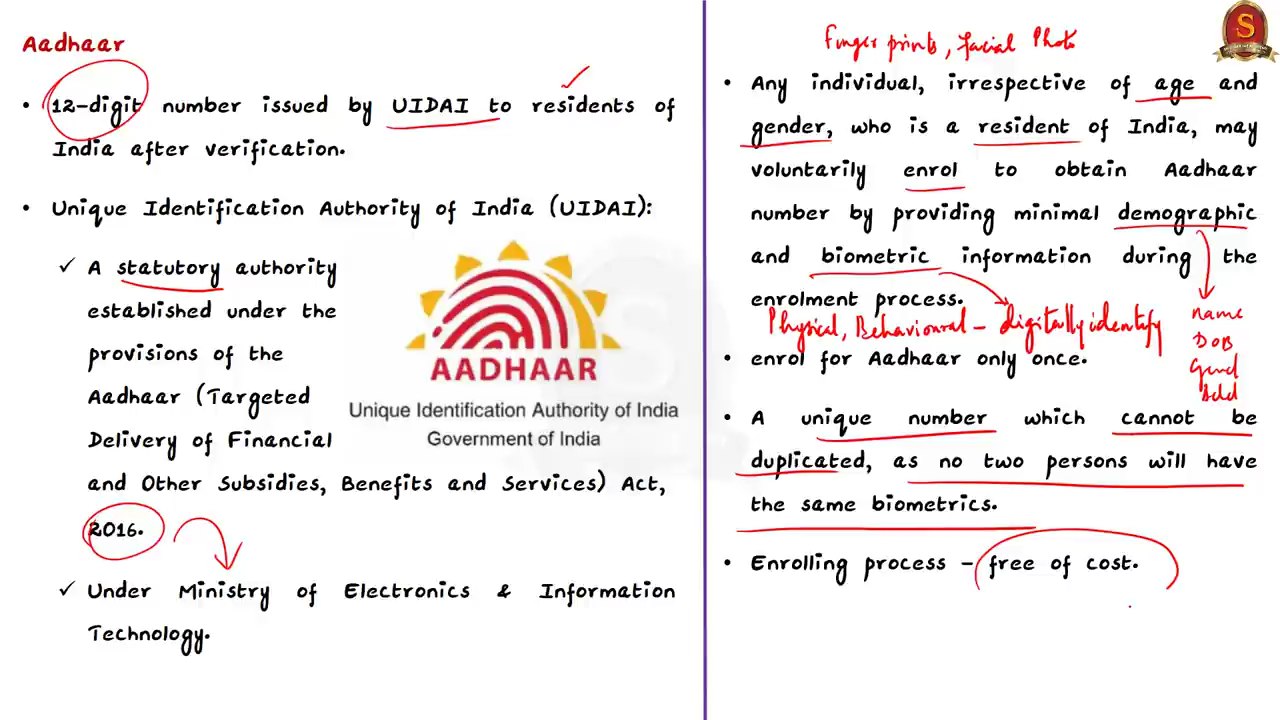 Aadhaar
• 12-digit number issued by UIDAI to residents of
India after verification.
• Unique Identification Authority of India (UIDAI):
✓ A statutory authority
established under the
provisions of the
Aadhaar (Targeted
Delivery of Financial
and Other Subsidies, Benefits and Services) Act,
2016.
✓ Under Ministry of Electronics & Information
Technology.
AADHAAR
Unique Identification Authority of India
Government of India
Finger prints, Facial Photo
• Any individual, irrespective of age and
gender, who is a resident of India, may
voluntarily enrol to obtain Aadhaar
number by providing minimal demographic
and biometric information during the
enrolment process.
Physical, Behavioural – digitally identify
name
DOB
Gend
Add
• enrol for Aadhaar only once.
• A unique number which cannot be
duplicated, as no two persons will have
the same biometrics.
• Enrolling process – free of cost.
S